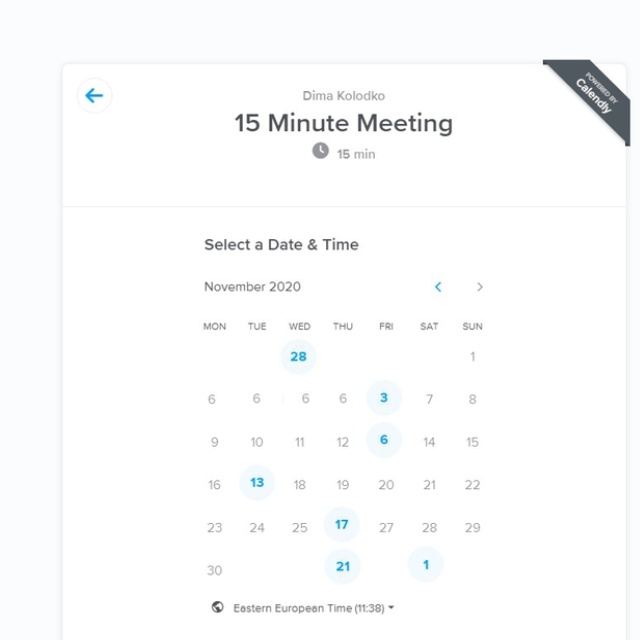 POWERED BY
Calendly
Dima Kolodko
15 Minute Meeting
15 min
Select a Date & Time
November 2020
MON TUE WED THU FRI SAT SUN
28 1
6 6 6 6 3 7 8
9 10 11 12 6 14 15
16 13 18 19 20 21 22
23 24 25 17 27 28 29
30 21 1
Eastern European Time (11:38)